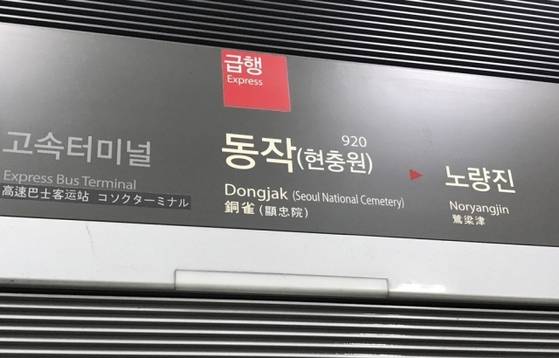 급행
Express
고속터미널
Express Bus Terminal
高速巴士客运站 コソクターミナル
920
동작(현충원)
Dongjak (Seoul National Cemetery)
銅雀 (顯忠院)
노량진
Noryangjin
鷺梁津